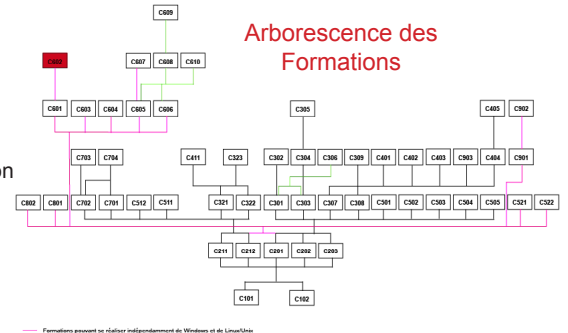 C609
Arborescence des
Formations
C607 C608 C610
C601 C603 C604 C605 C606
C305 C405 C902
C703 C704 C411 C323 C302 C304 C306 C309 C401 C402 C403 C903 C404 C901
on
C802 C801 C702 C701 C512 C511 C321 C322 C301 C303 C307 C308 C501 C502 C503 C504 C505 C521 C522
C211 C212 C201 C202 C203
C101 C102
Formations pouvant se réaliser indépendamment de Windows et de Linux/Unix